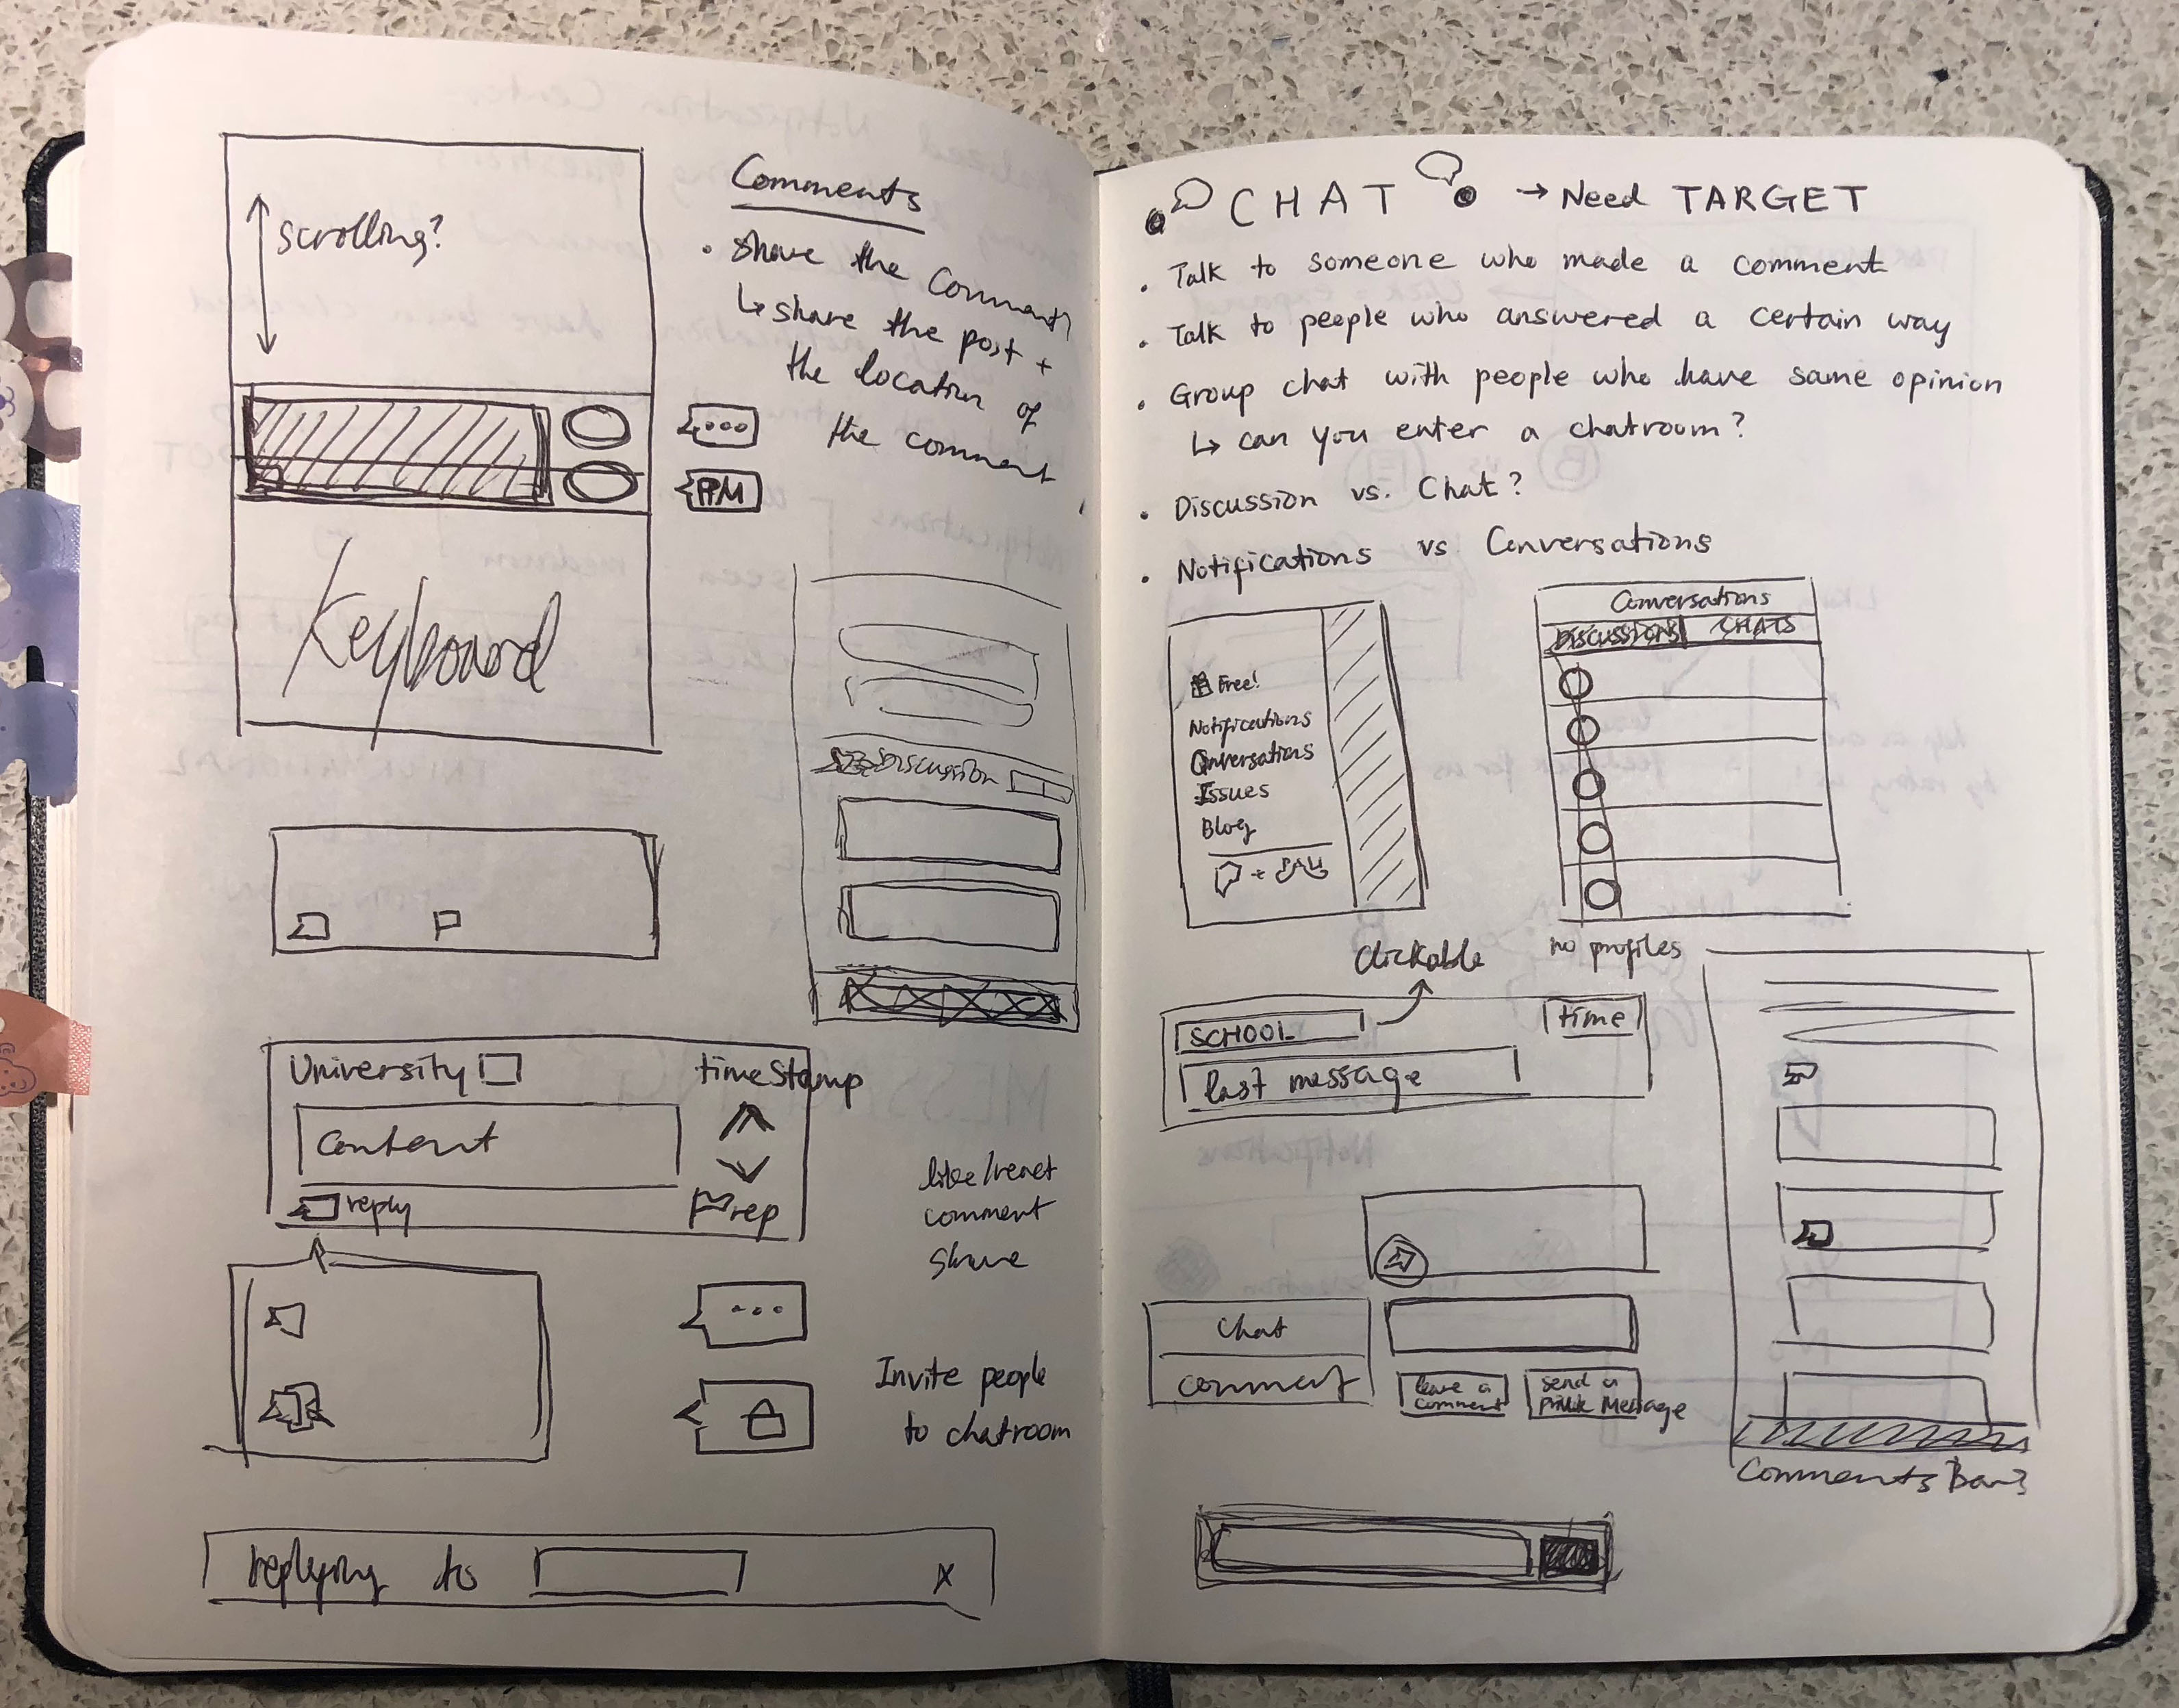 scrolling?
Comments
• Share the Comment
↳ share the post +
the location of
the comment
...
PM
Keyboard
Discussion
University
timestamp
Content
reply
rep
like/react
comment
share
...
Invite people
to chatroom
replying to
x
CHAT → Need TARGET
• Talk to someone who made a comment
• Talk to people who answered a certain way
• Group chat with people who have same opinion
↳ can you enter a chatroom?
• Discussion vs. Chat?
• Notifications vs Conversations
Free!
Notifications
Conversations
Issues
Blog
+
Conversations
DISCUSSIONS CHATS
no profiles
Clickable
SCHOOL
time
last message
Chat
comment
leave a
comment
send a
private Message
Comments Bar?